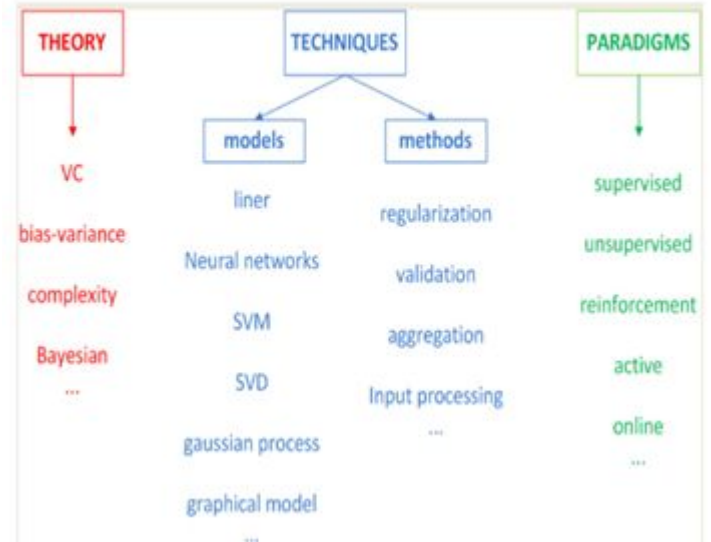 THEORY
VC
bias-variance
complexity
Bayesian
...
TECHNIQUES
models
liner
Neural networks
SVM
SVD
gaussian process
graphical model
...
methods
regularization
validation
aggregation
Input processing
...
PARADIGMS
supervised
unsupervised
reinforcement
active
online
...